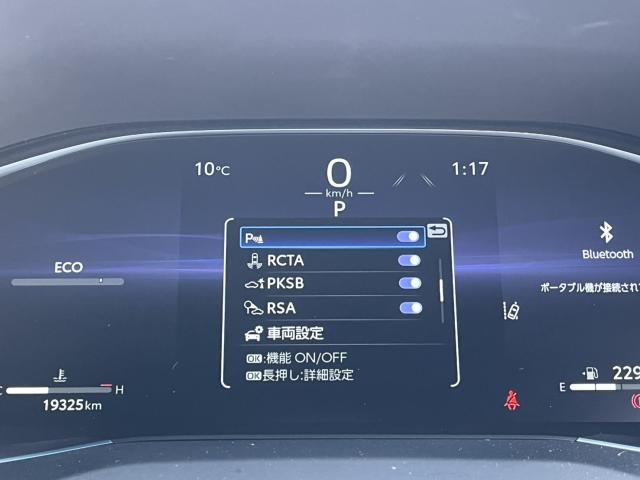 10℃
0
km/h
1:17
P
P
RCTA
PKSB
RSA
車両設定
OK:機能 ON/OFF
OK長押し:詳細設定
ECO
Bluetooth
ポータブル機が接続され
C
H
19325 km
E
229